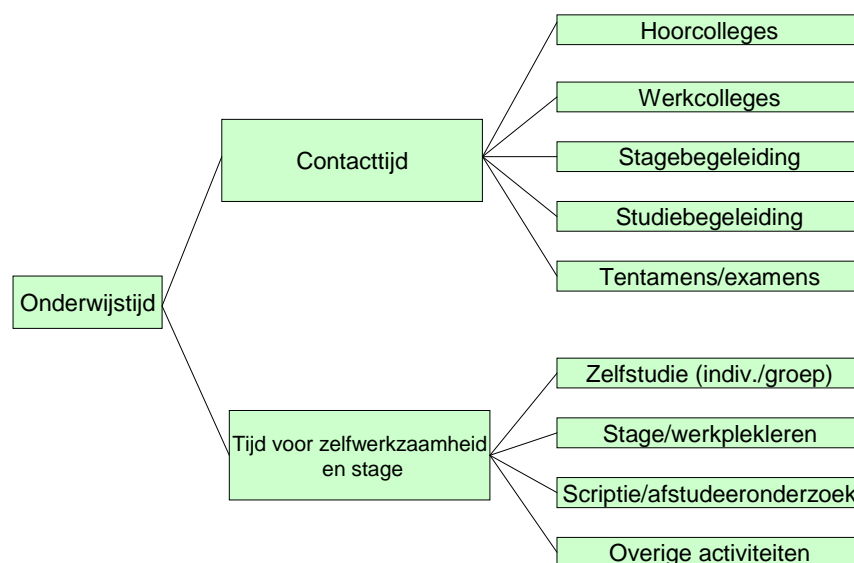 Onderwijstijd
Contacttijd
Hoorcolleges
Werkcolleges
Stagebegeleiding
Studiebegeleiding
Tentamens/examens
Tijd voor zelfwerkzaamheid
en stage
Zelfstudie (indiv./groep)
Stage/werkplekleren
Scriptie/afstudeeronderzoek
Overige activiteiten